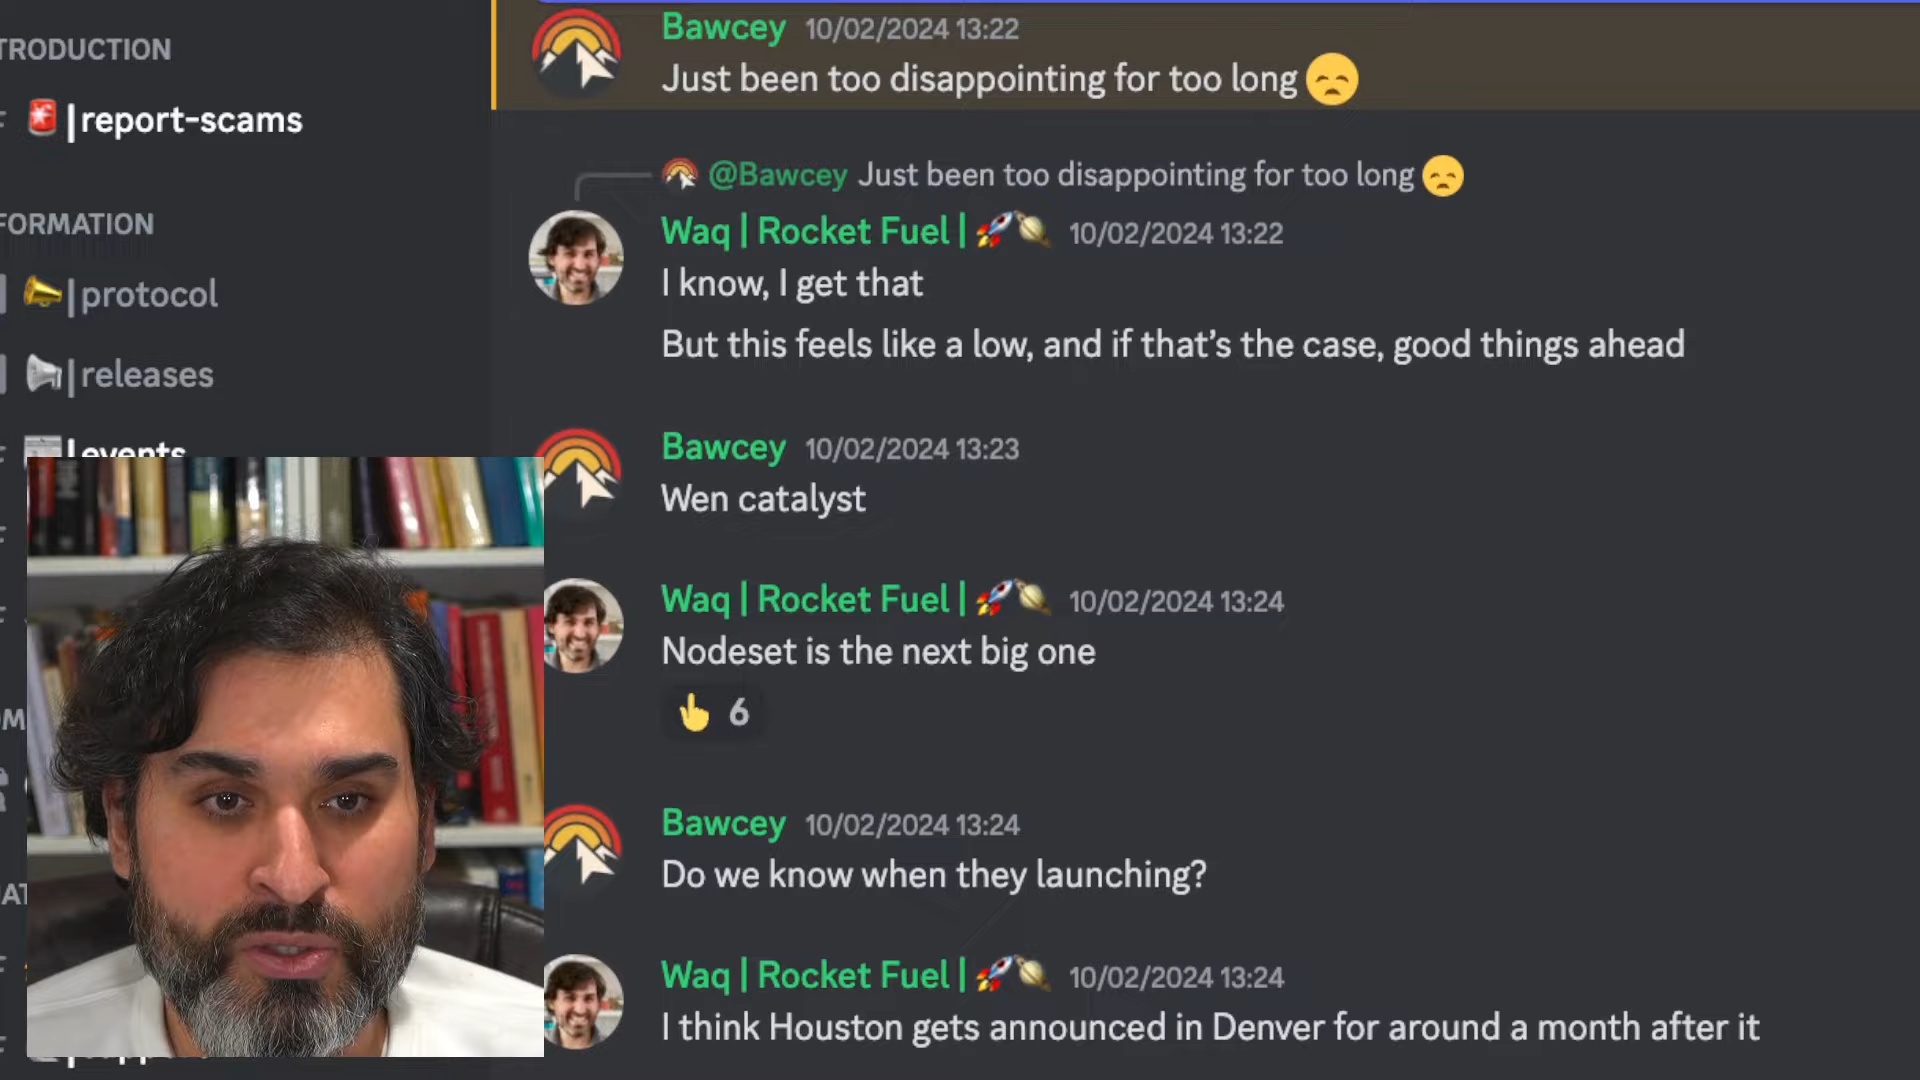 TRODUCTION
|report-scams
FORMATION
|protocol
|releases
|events
Bawcey 10/02/2024 13:22
Just been too disappointing for too long
@Bawcey Just been too disappointing for too long
Waq | Rocket Fuel | 10/02/2024 13:22
I know, I get that
But this feels like a low, and if that's the case, good things ahead
Bawcey 10/02/2024 13:23
Wen catalyst
Waq | Rocket Fuel | 10/02/2024 13:24
Nodeset is the next big one
6
Bawcey 10/02/2024 13:24
Do we know when they launching?
Waq | Rocket Fuel | 10/02/2024 13:24
I think Houston gets announced in Denver for around a month after it